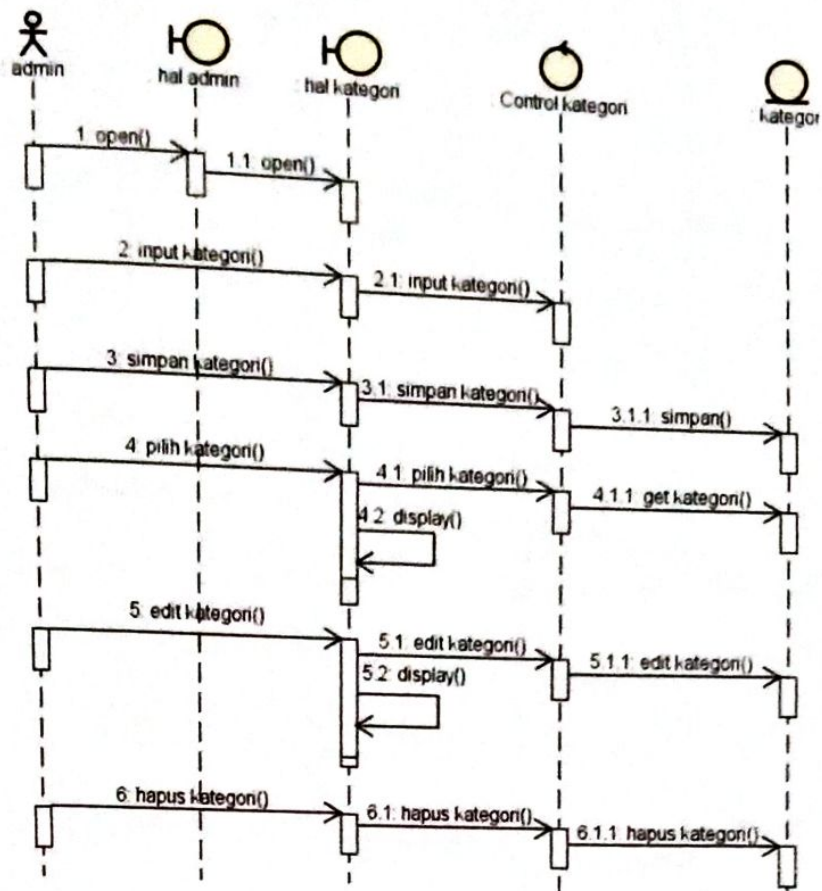 admin
hal admin
hal kategori
Control kategori
kategor
1: open()
1.1: open()
2: input kategori()
2.1: input kategori()
3: simpan kategori()
3.1: simpan kategori()
3.1.1: simpan()
4: pilih kategori()
4.1: pilih kategori()
4.1.1: get kategori()
4.2: display()
5: edit kategori()
5.1: edit kategori()
5.1.1: edit kategori()
5.2: display()
6: hapus kategori()
6.1: hapus kategori()
6.1.1: hapus kategori()